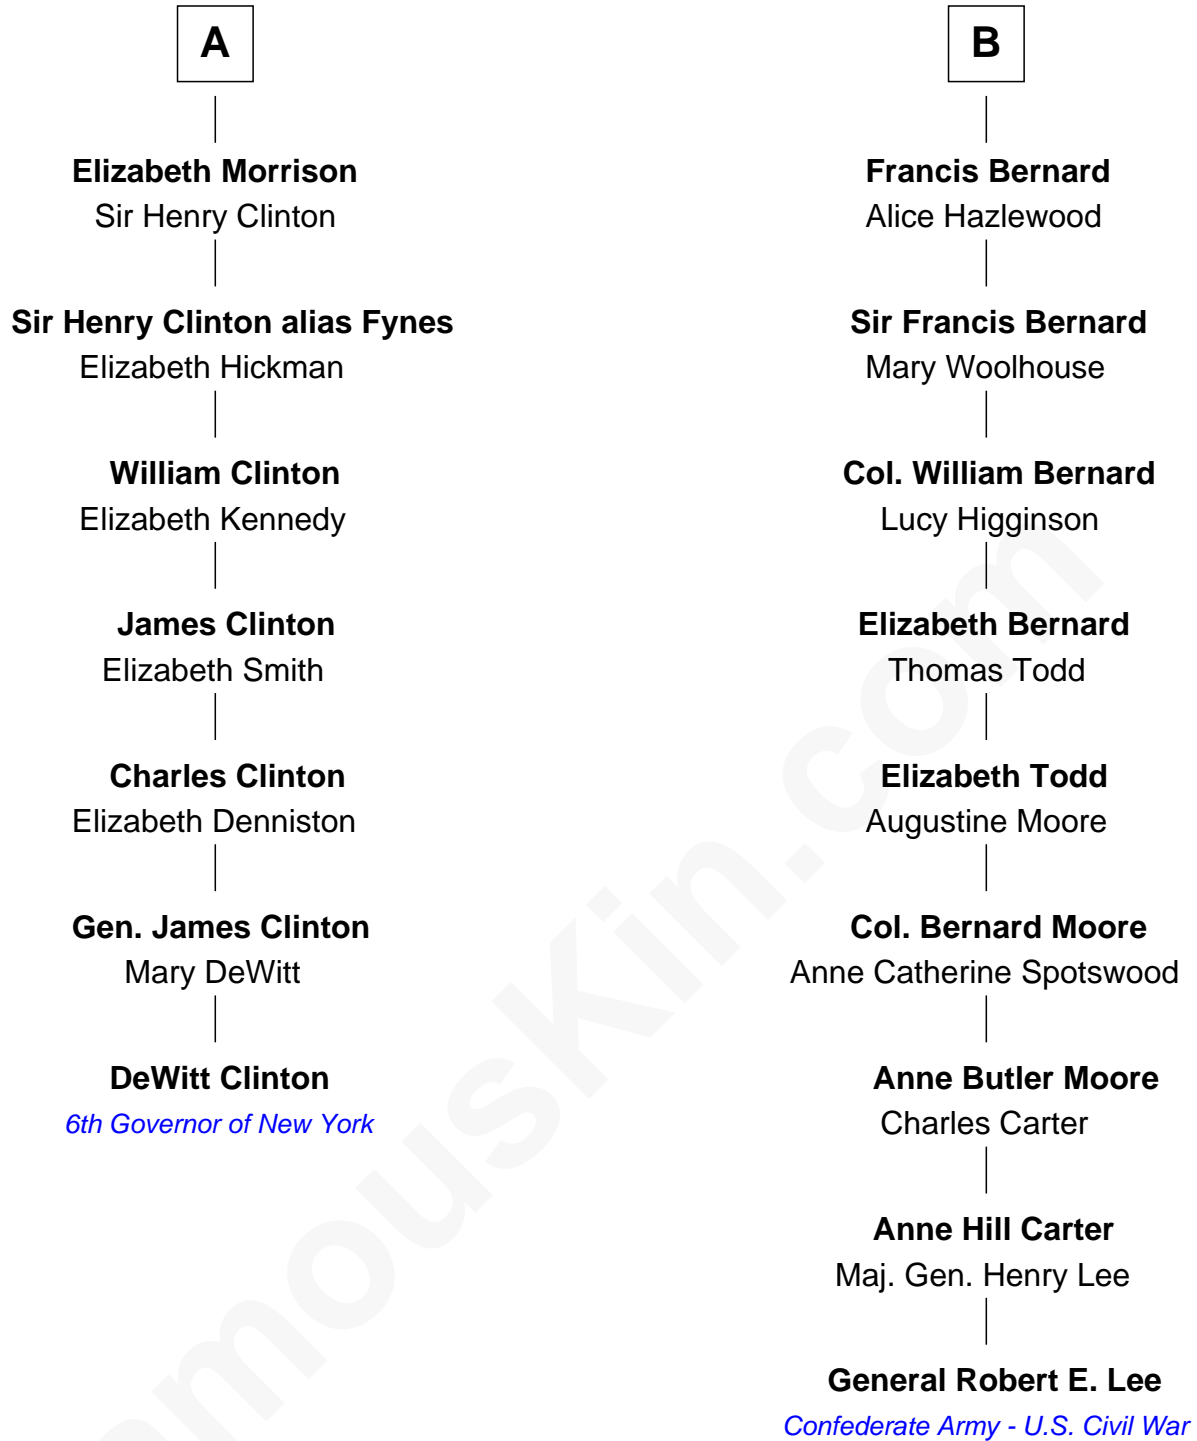 A
Elizabeth Morrison
Sir Henry Clinton
Sir Henry Clinton alias Fynes
Elizabeth Hickman
William Clinton
Elizabeth Kennedy
James Clinton
Elizabeth Smith
Charles Clinton
Elizabeth Denniston
Gen. James Clinton
Mary DeWitt
DeWitt Clinton
6th Governor of New York
B
Francis Bernard
Alice Hazlewood
Sir Francis Bernard
Mary Woolhouse
Col. William Bernard
Lucy Higginson
Elizabeth Bernard
Thomas Todd
Elizabeth Todd
Augustine Moore
Col. Bernard Moore
Anne Catherine Spotswood
Anne Butler Moore
Charles Carter
Anne Hill Carter
Maj. Gen. Henry Lee
General Robert E. Lee
Confederate Army - U.S. Civil War
amousKin.com